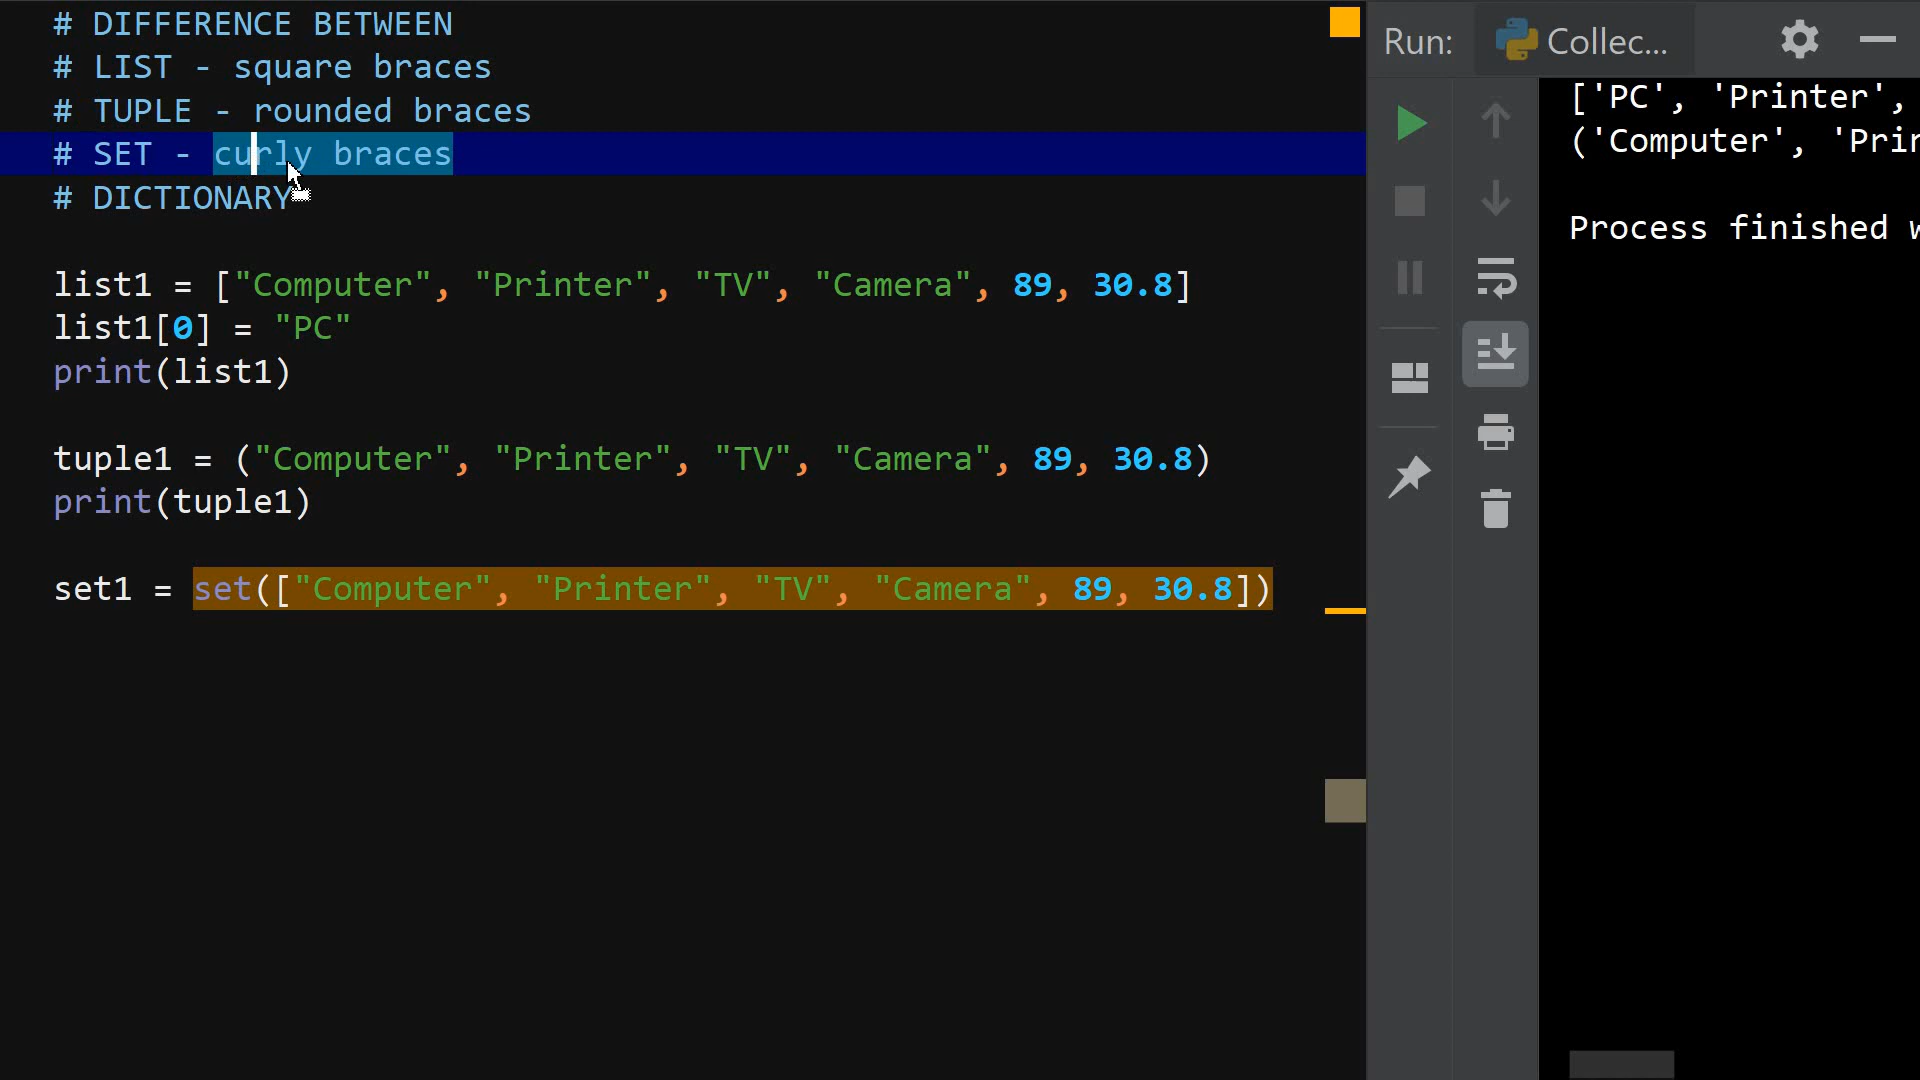 # DIFFERENCE BETWEEN
# LIST - square braces
# TUPLE - rounded braces
# SET - curly braces
# DICTIONARY
list1 = ["Computer", "Printer", "TV", "Camera", 89, 30.8]
list1[0] = "PC"
print(list1)
tuple1 = ("Computer", "Printer", "TV", "Camera", 89, 30.8)
print(tuple1)
set1 = set(["Computer", "Printer", "TV", "Camera", 89, 30.8])
Run: Collec...
['PC', 'Printer',
('Computer', 'Prin
Process finished w